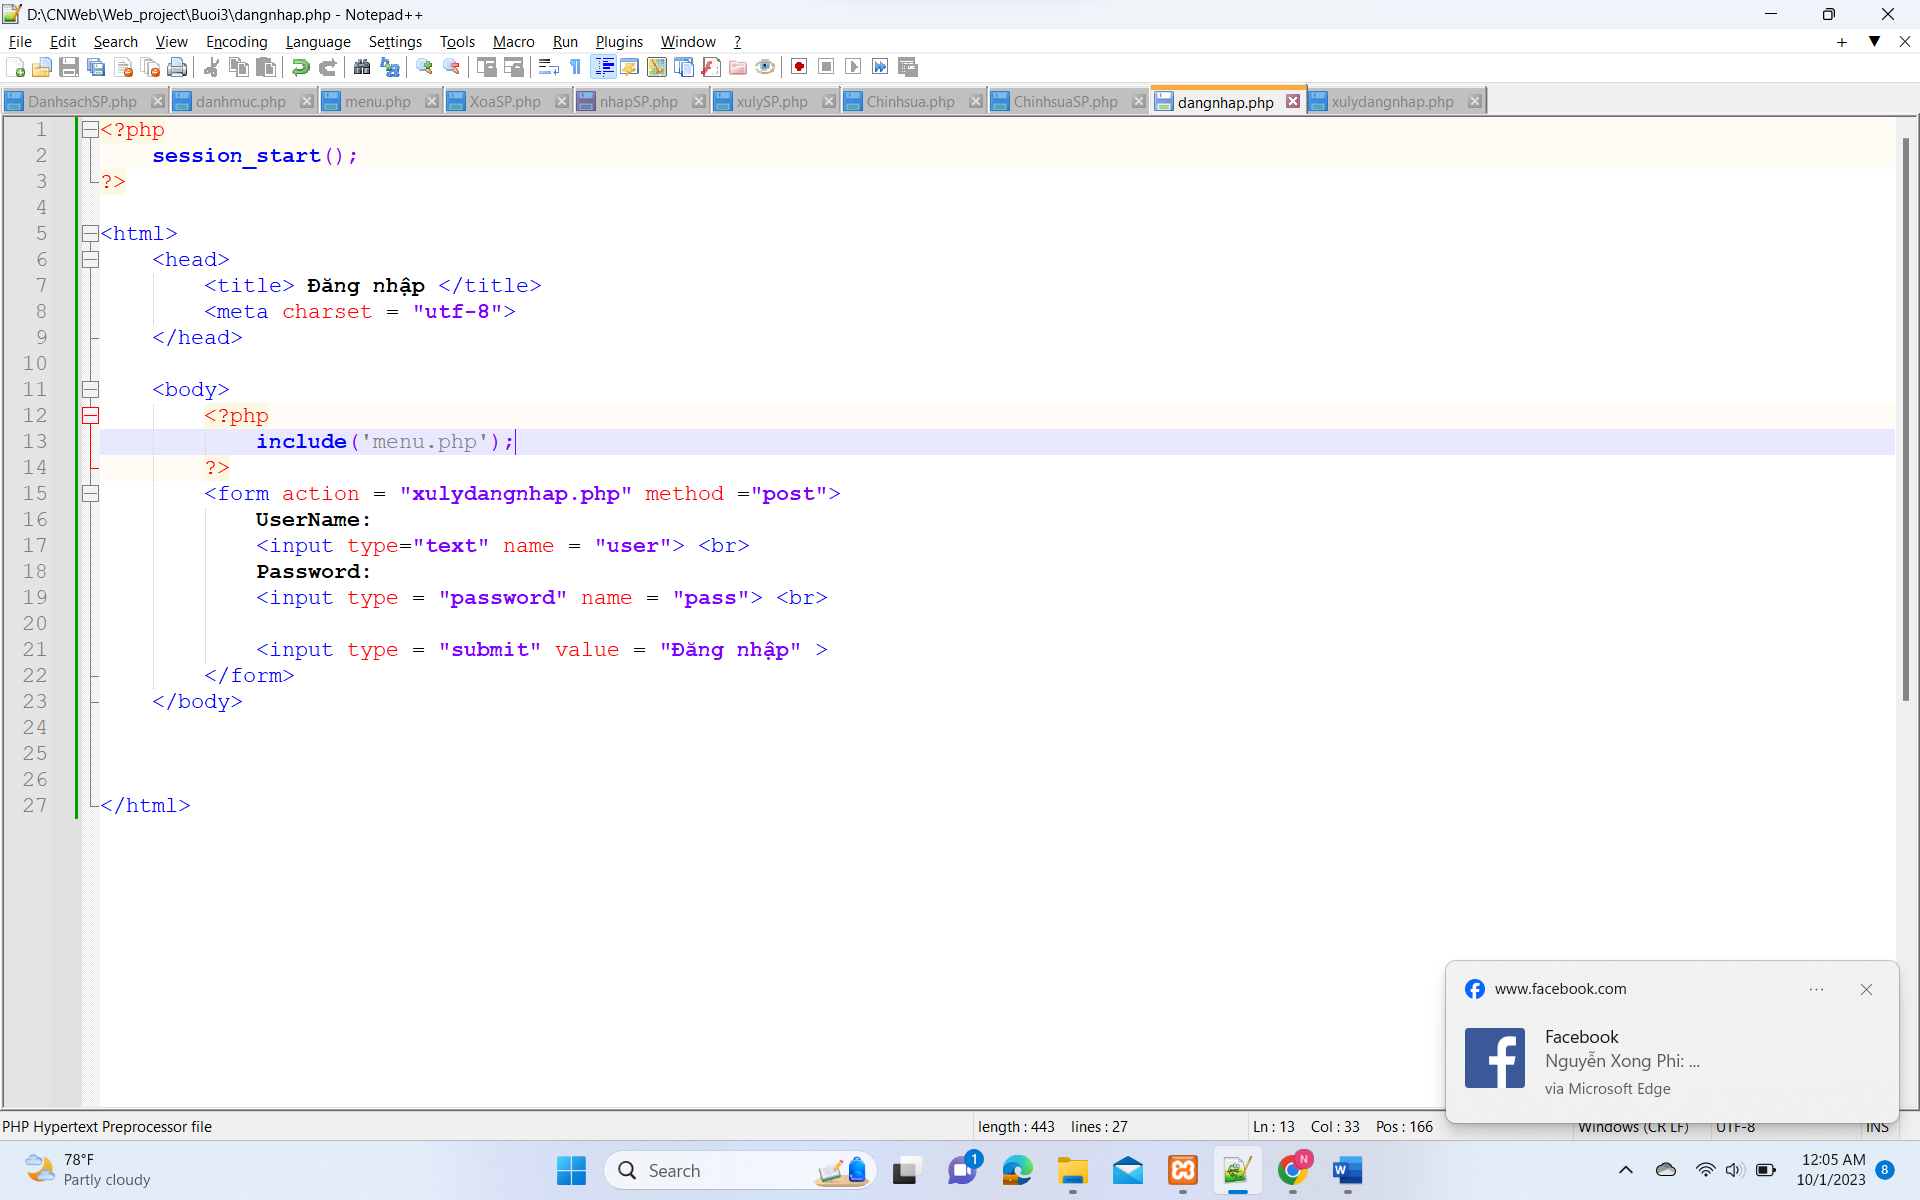 D:\CNWeb\Web_project\Buoi3\dangnhap.php - Notepad++
File Edit Search View Encoding Language Settings Tools Macro Run Plugins Window ?
DanhsachSP.php danhmuc.php menu.php XoaSP.php nhapSP.php xulySP.php Chinhsua.php ChinhsuaSP.php dangnhap.php xulydangnhap.php
1 <?php
2 session_start();
3 ?>
4
5 <html>
6 <head>
7 <title> Đăng nhập </title>
8 <meta charset = "utf-8">
9 </head>
10
11 <body>
12 <?php
13 include('menu.php');
14 ?>
15 <form action = "xulydangnhap.php" method ="post">
16 UserName:
17 <input type="text" name = "user"> <br>
18 Password:
19 <input type = "password" name = "pass"> <br>
20
21 <input type = "submit" value = "Đăng nhập" >
22 </form>
23 </body>
24
25
26
27 </html>
www.facebook.com
Facebook
Nguyễn Xong Phi: ...
via Microsoft Edge
PHP Hypertext Preprocessor file length : 443 lines : 27 Ln : 13 Col : 33 Pos : 166 Windows (CR LF) UTF-8 INS
78°F
Partly cloudy
Search
1
N
12:05 AM
10/1/2023
8